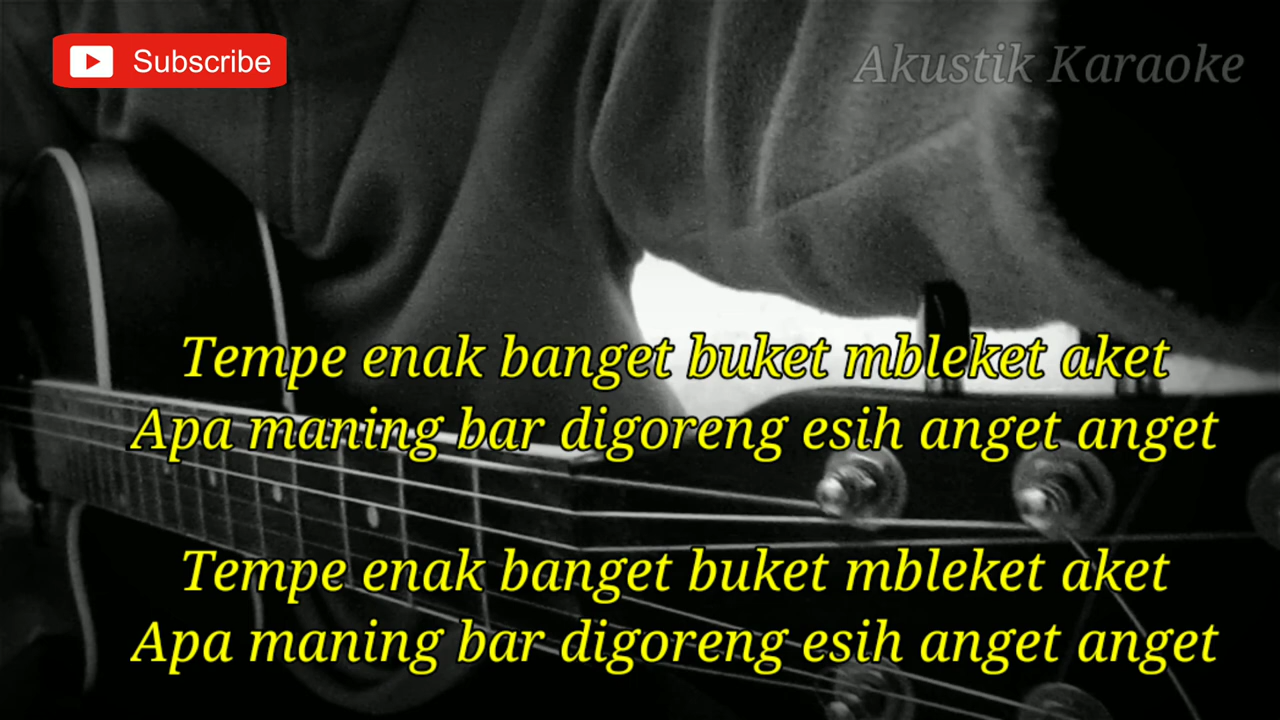 Subscribe
Akustik Karaoke
Tempe enak banget buket mbleket aket
Apa maning bar digoreng esih anget anget
Tempe enak banget buket mbleket aket
Apa maning bar digoreng esih anget anget